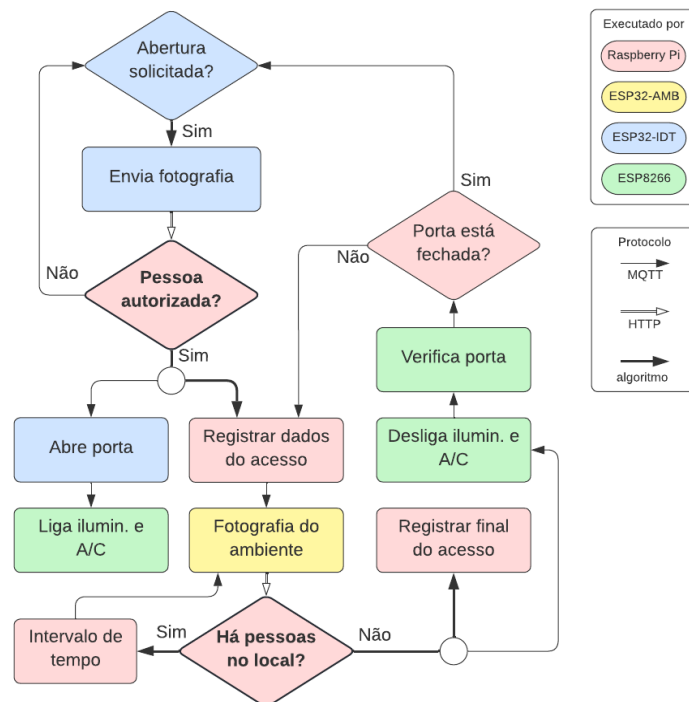 Abertura
solicitada?
Sim
Envia fotografia
Não
Pessoa
autorizada?
Sim
Abre porta
Registrar dados
do acesso
Liga ilumin. e
A/C
Fotografia do
ambiente
Intervalo de
tempo
Sim
Há pessoas
no local?
Não
Registrar final
do acesso
Desliga ilumin. e
A/C
Verifica porta
Porta está
fechada?
Não
Sim
Executado por
Raspberry Pi
ESP32-AMB
ESP32-IDT
ESP8266
Protocolo
MQTT
HTTP
algoritmo